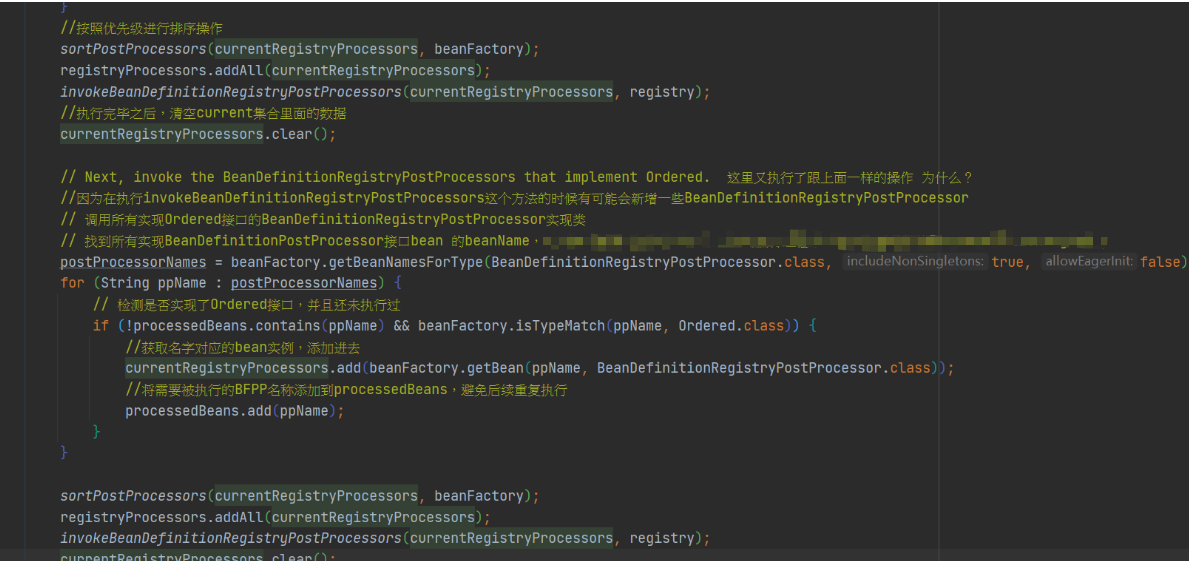 }
//按照优先级进行排序操作
sortPostProcessors(currentRegistryProcessors, beanFactory);
registryProcessors.addAll(currentRegistryProcessors);
invokeBeanDefinitionRegistryPostProcessors(currentRegistryProcessors, registry);
//执行完毕之后，清空current集合里面的数据
currentRegistryProcessors.clear();
// Next, invoke the BeanDefinitionRegistryPostProcessors that implement Ordered.  这里又执行了跟上面一样的操作 为什么？
//因为在执行invokeBeanDefinitionRegistryPostProcessors这个方法的时候有可能会新增一些BeanDefinitionRegistryPostProcessor
// 调用所有实现Ordered接口的BeanDefinitionRegistryPostProcessor实现类
// 找到所有实现BeanDefinitionPostProcessor接口bean 的beanName，
postProcessorNames = beanFactory.getBeanNamesForType(BeanDefinitionRegistryPostProcessor.class, includeNonSingletons: true, allowEagerInit: false)
for (String ppName : postProcessorNames) {
// 检测是否实现了Ordered接口，并且还未执行过
if (!processedBeans.contains(ppName) && beanFactory.isTypeMatch(ppName, Ordered.class)) {
//获取名字对应的bean实例，添加进去
currentRegistryProcessors.add(beanFactory.getBean(ppName, BeanDefinitionRegistryPostProcessor.class));
//将需要被执行的BFPP名称添加到processedBeans，避免后续重复执行
processedBeans.add(ppName);
}
}
sortPostProcessors(currentRegistryProcessors, beanFactory);
registryProcessors.addAll(currentRegistryProcessors);
invokeBeanDefinitionRegistryPostProcessors(currentRegistryProcessors, registry);
currentRegistryProcessors.clear();